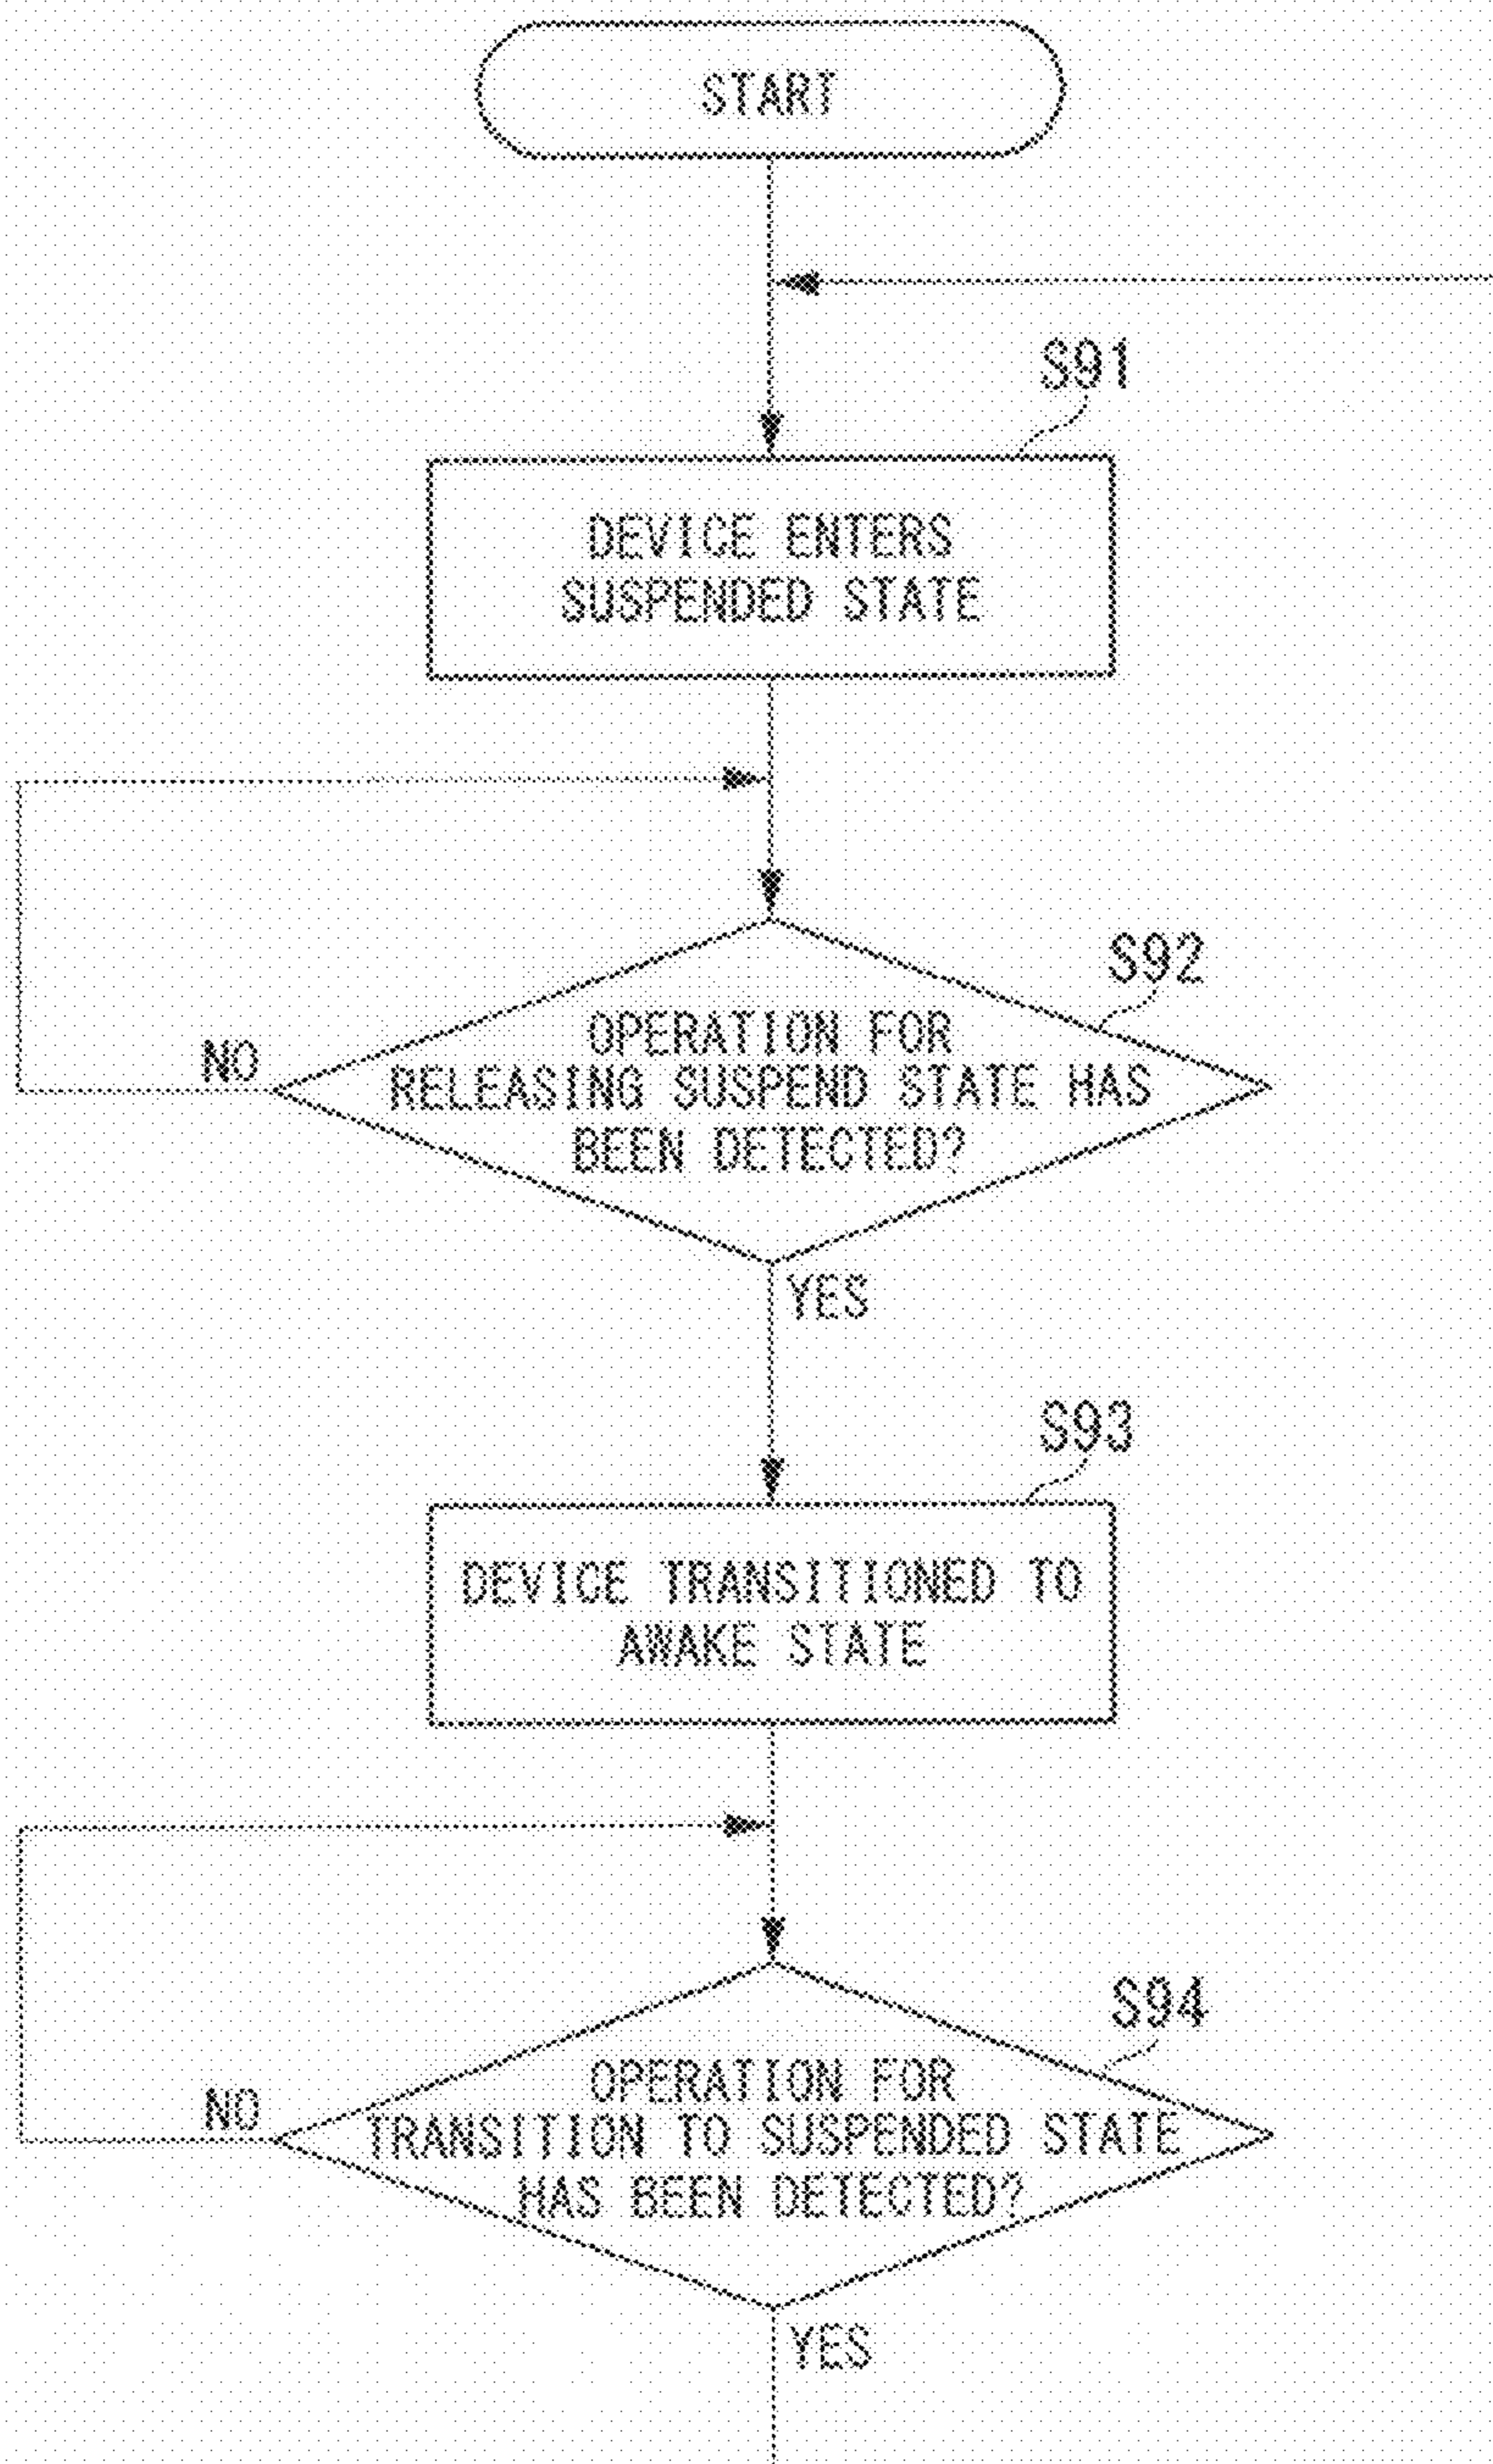 START
S91
DEVICE ENTERS
SUSPENDED STATE
S92
OPERATION FOR
RELEASING SUSPEND STATE HAS
BEEN DETECTED?
NO
YES
S93
DEVICE TRANSITIONED TO
AWAKE STATE
S94
OPERATION FOR
TRANSITION TO SUSPENDED STATE
HAS BEEN DETECTED?
NO
YES